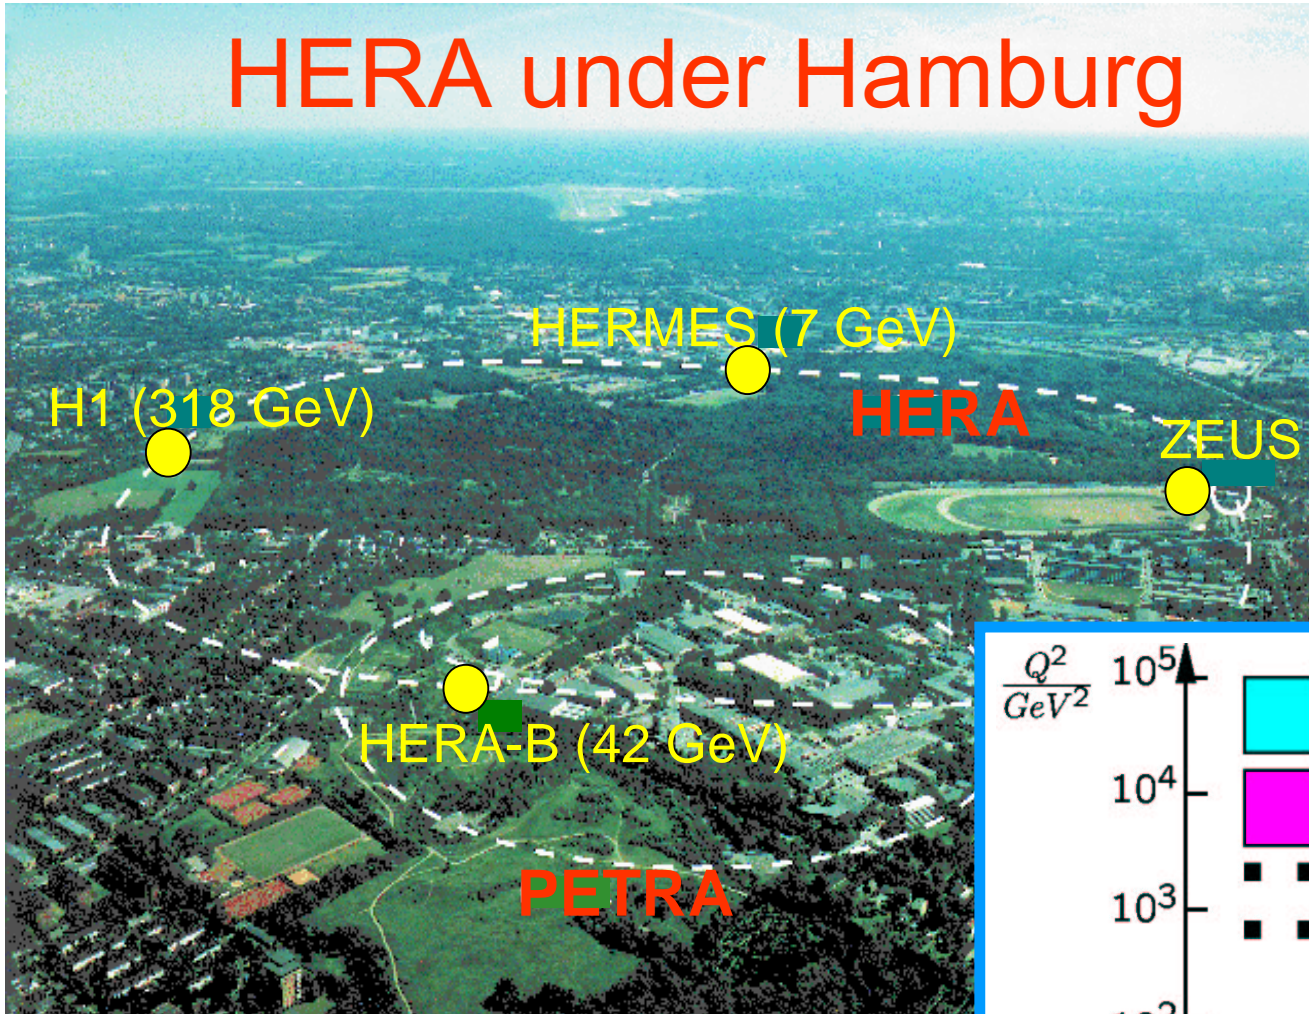 HERA under Hamburg
HERMES (7 GeV)
H1 (318 GeV)
HERA
ZEUS
HERA-B (42 GeV)
PETRA
Q²
GeV²
10⁵
10⁴
10³